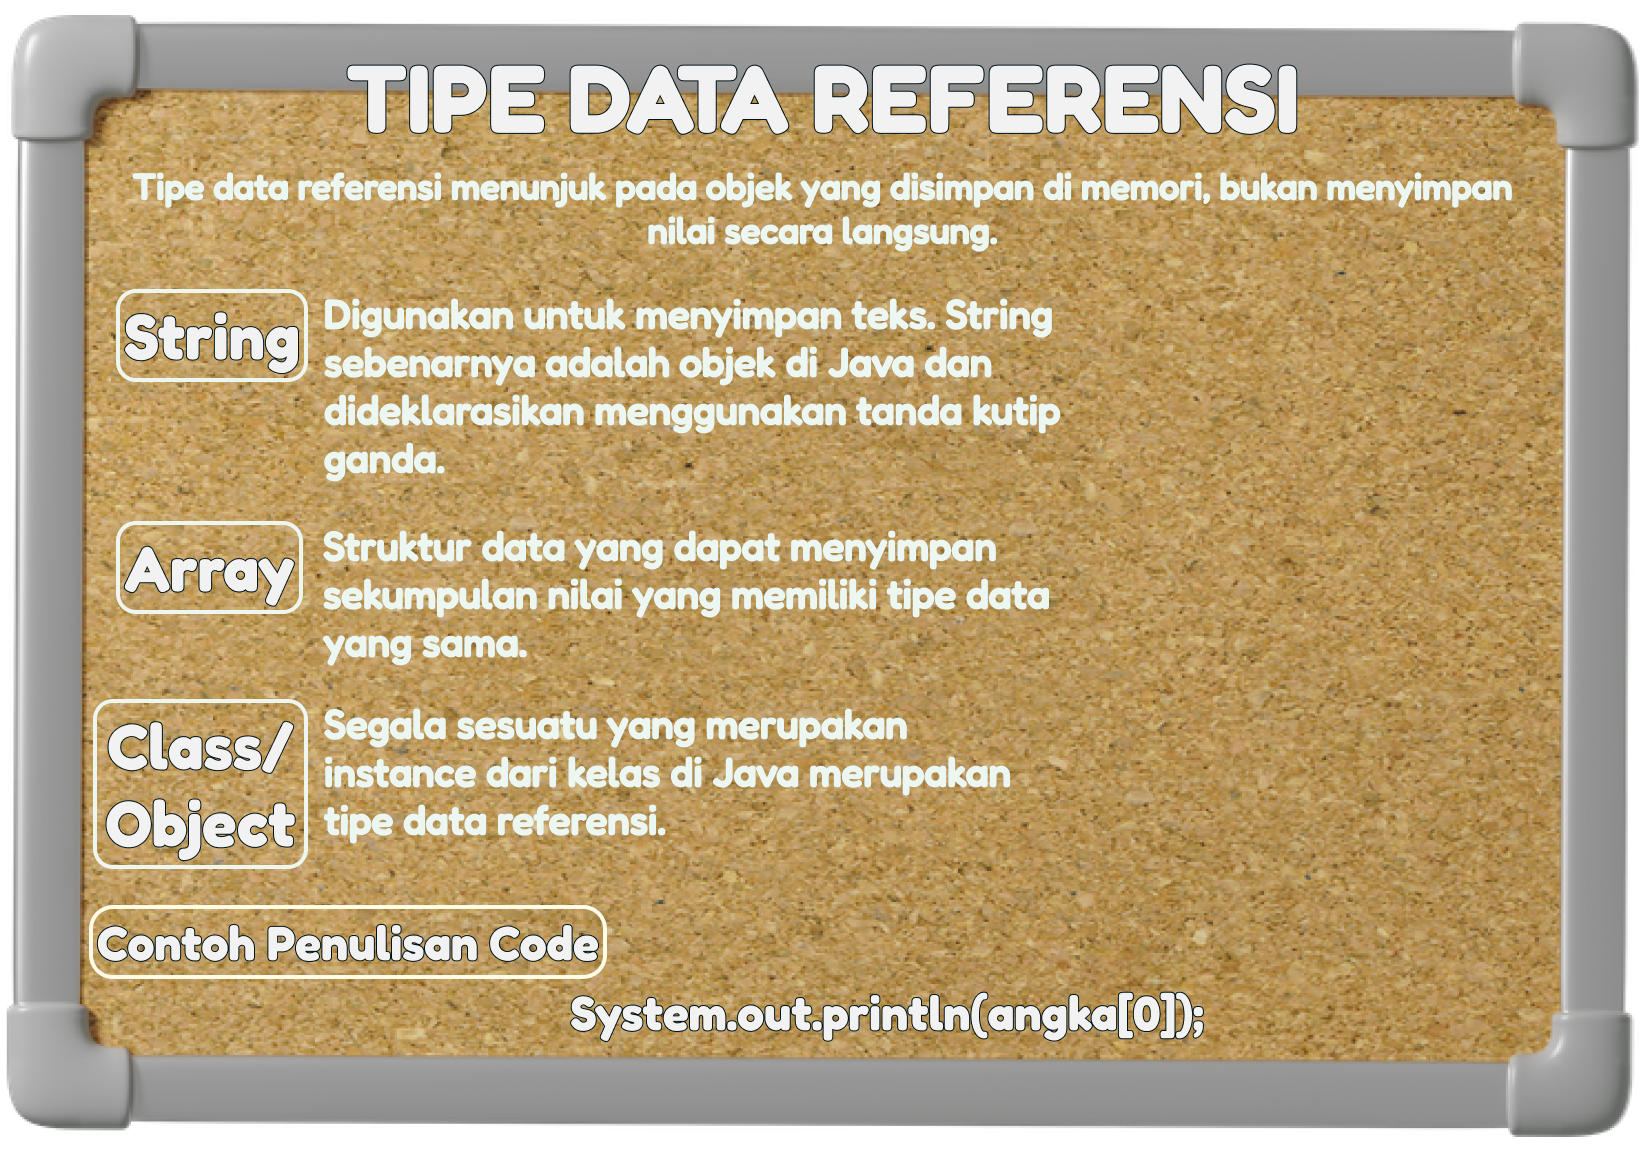 TIPE DATA REFERENSI
Tipe data referensi menunjuk pada objek yang disimpan di memori, bukan menyimpan
nilai secara langsung.
String
Digunakan untuk menyimpan teks. String
sebenarnya adalah objek di Java dan
dideklarasikan menggunakan tanda kutip
ganda.
Array
Struktur data yang dapat menyimpan
sekumpulan nilai yang memiliki tipe data
yang sama.
Class/
Object
Segala sesuatu yang merupakan
instance dari kelas di Java merupakan
tipe data referensi.
Contoh Penulisan Code
System.out.println(angka[0]);